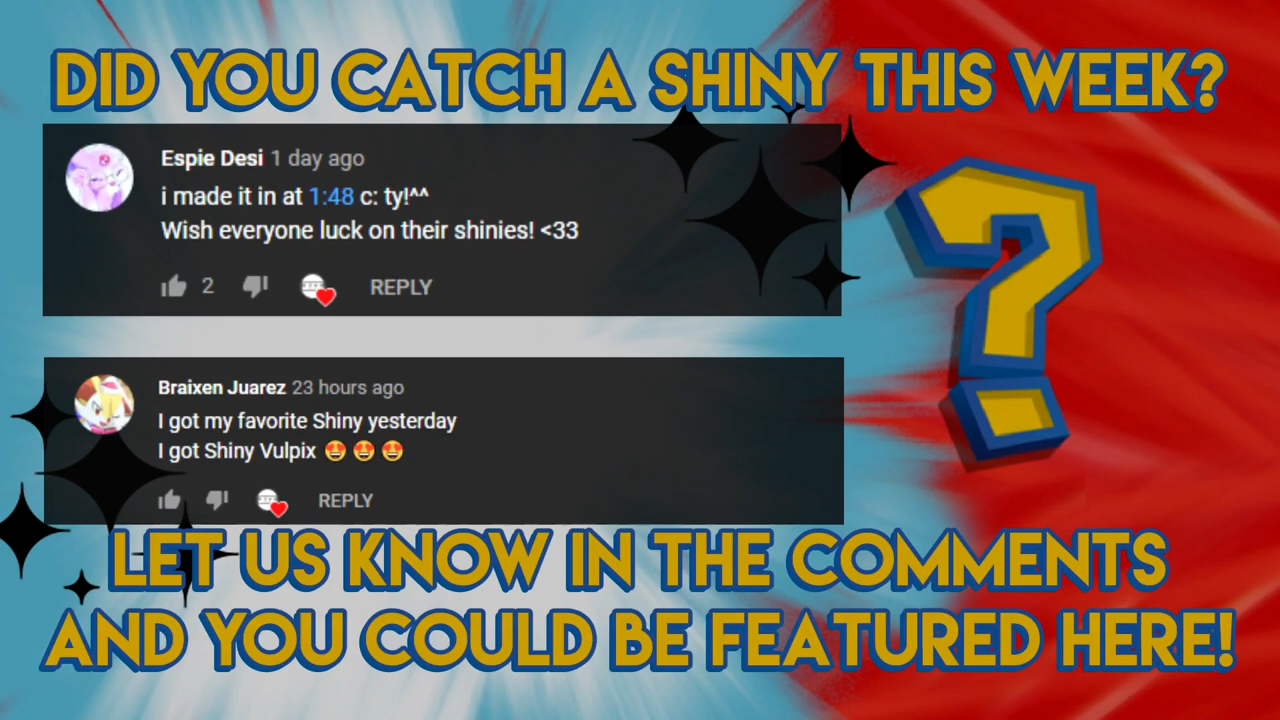 DID YOU CATCH A SHINY THIS WEEK?
Espie Desi 1 day ago
i made it in at 1:48 c: ty!^^
Wish everyone luck on their shinies! <33
2 REPLY
Braixen Juarez 23 hours ago
I got my favorite Shiny yesterday
I got Shiny Vulpix 🤩 🤩 🤩
REPLY
?
LET US KNOW IN THE COMMENTS
AND YOU COULD BE FEATURED HERE!